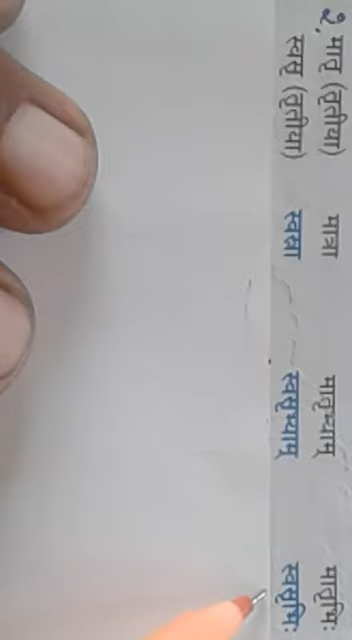 २. मातृ (तृतीया) मात्रा मातृभ्याम् मातृभिः
स्वसृ (तृतीया) स्वस्रा स्वसृभ्याम् स्वसृभिः